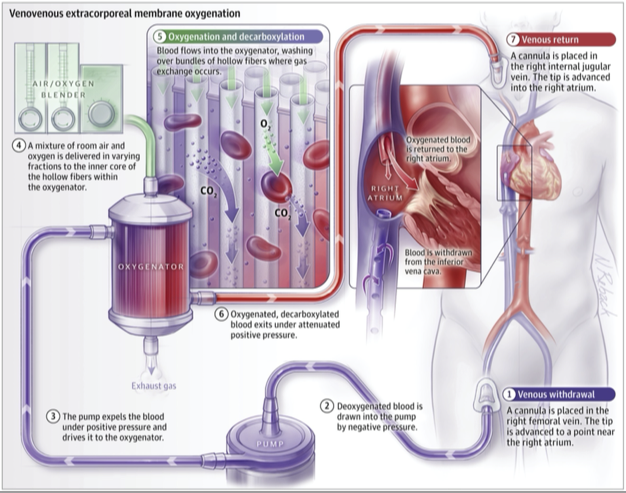 Venovenous extracorporeal membrane oxygenation
5 Oxygenation and decarboxylation
Blood flows into the oxygenator, washing
over bundles of hollow fibers where gas
exchange occurs.
7 Venous return
A cannula is placed in
the right internal jugular
vein. The tip is advanced
into the right atrium.
AIR/OXYGEN
BLENDER
4 A mixture of room air and
oxygen is delivered in varying
fractions to the inner core of
the hollow fibers within
the oxygenator.
O2
CO2
CO2
Oxygenated blood
is returned to the
right atrium.
RIGHT
ATRIUM
Blood is withdrawn
from the inferior
vena cava.
OXYGENATOR
6 Oxygenated, decarboxylated
blood exits under attenuated
positive pressure.
Exhaust gas
1 Venous withdrawal
A cannula is placed in the
right femoral vein. The tip
is advanced to a point near
the right atrium.
2 Deoxygenated blood is
drawn into the pump
by negative pressure.
3 The pump expels the blood
under positive pressure and
drives it to the oxygenator.
PUMP